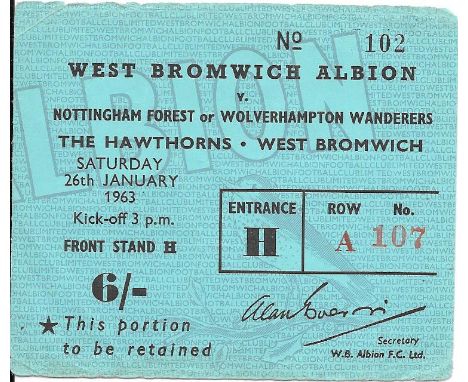 Nº 102
WEST BROMWICH ALBION
v.
NOTTINGHAM FOREST or WOLVERHAMPTON WANDERERS
THE HAWTHORNS • WEST BROMWICH
SATURDAY
26th JANUARY
1963
Kick-off 3 p.m.
FRONT STAND H
ENTRANCE
H
ROW No.
A 107
6/-
★ This portion
to be retained
Secretary
W.B. Albion F.C. Ltd.
ALBION